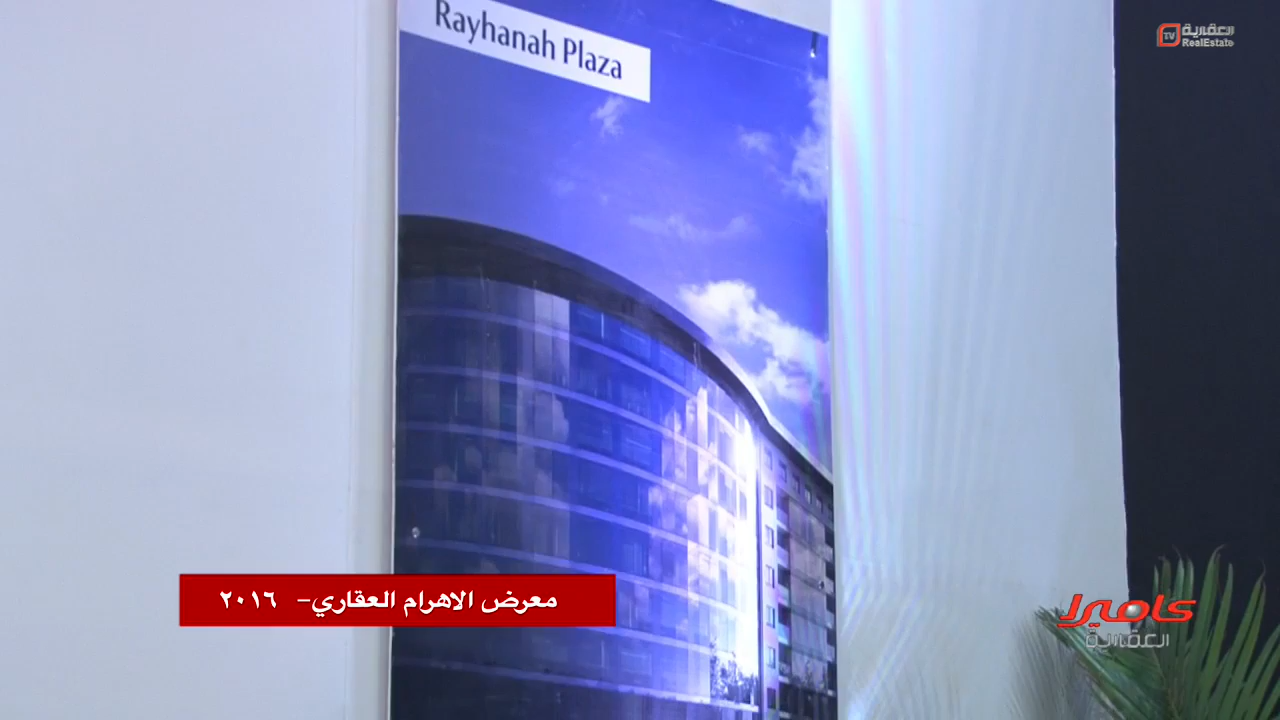 Rayhanah Plaza
العقارية
TV
RealEstate
معرض الاهرام العقاري- ٢٠١٦
كاميرا
العقارية